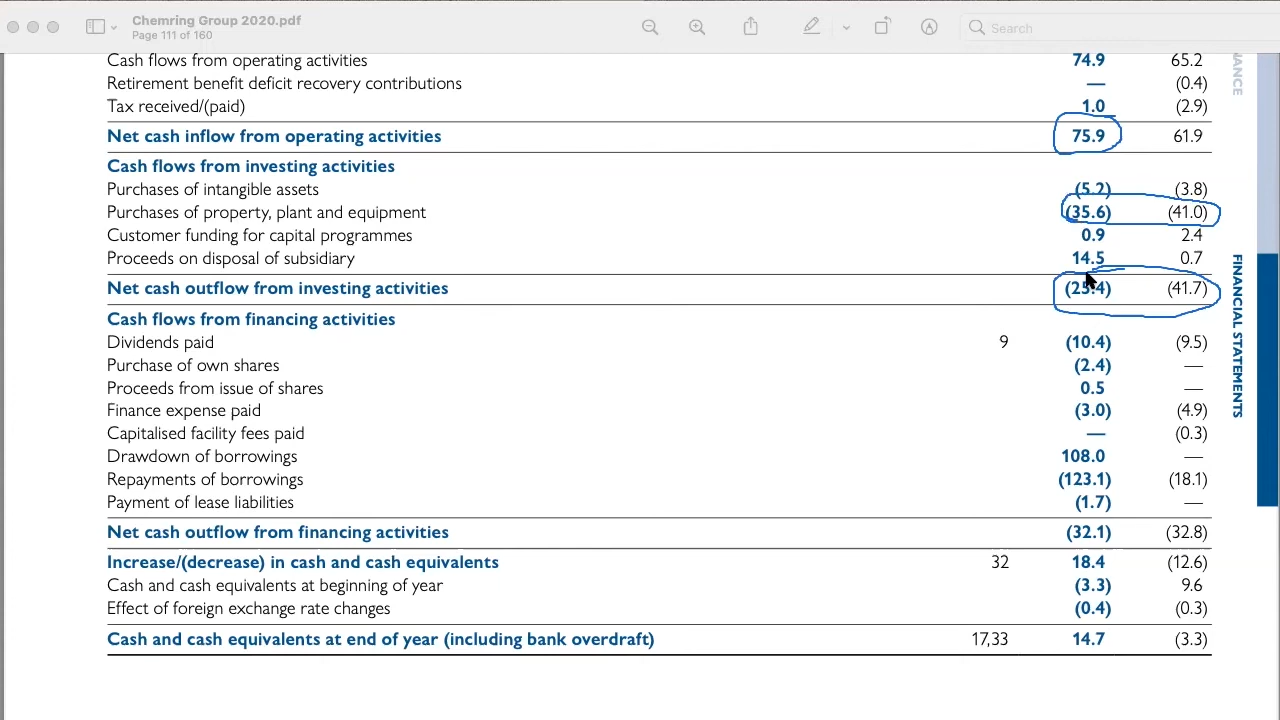 Chemring Group 2020.pdf
Page 111 of 160
Search
Cash flows from operating activities 74.9 65.2
Retirement benefit deficit recovery contributions — (0.4)
Tax received/(paid) 1.0 (2.9)
Net cash inflow from operating activities 75.9 61.9
Cash flows from investing activities
Purchases of intangible assets (5.2) (3.8)
Purchases of property, plant and equipment (35.6) (41.0)
Customer funding for capital programmes 0.9 2.4
Proceeds on disposal of subsidiary 14.5 0.7
Net cash outflow from investing activities (25.4) (41.7)
Cash flows from financing activities
Dividends paid 9 (10.4) (9.5)
Purchase of own shares (2.4) —
Proceeds from issue of shares 0.5 —
Finance expense paid (3.0) (4.9)
Capitalised facility fees paid — (0.3)
Drawdown of borrowings 108.0 —
Repayments of borrowings (123.1) (18.1)
Payment of lease liabilities (1.7) —
Net cash outflow from financing activities (32.1) (32.8)
Increase/(decrease) in cash and cash equivalents 32 18.4 (12.6)
Cash and cash equivalents at beginning of year (3.3) 9.6
Effect of foreign exchange rate changes (0.4) (0.3)
Cash and cash equivalents at end of year (including bank overdraft) 17,33 14.7 (3.3)
FINANCIAL STATEMENTS